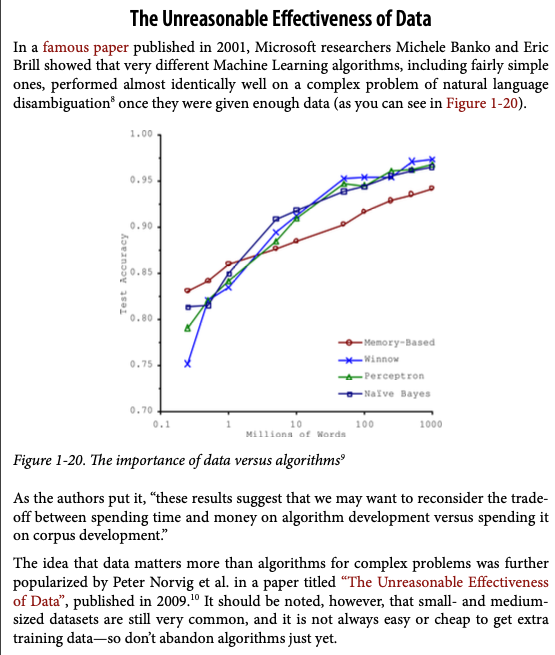 The Unreasonable Effectiveness of Data
In a famous paper published in 2001, Microsoft researchers Michele Banko and Eric
Brill showed that very different Machine Learning algorithms, including fairly simple
ones, performed almost identically well on a complex problem of natural language
disambiguation⁸ once they were given enough data (as you can see in Figure 1-20).
1.00
0.95
0.90
0.85
0.80
0.75
0.70
Test Accuracy
Memory-Based
Winnow
Perceptron
Naïve Bayes
0.1 1 10 100 1000
Millions of Words
Figure 1-20. The importance of data versus algorithms⁹
As the authors put it, “these results suggest that we may want to reconsider the trade-
off between spending time and money on algorithm development versus spending it
on corpus development.”
The idea that data matters more than algorithms for complex problems was further
popularized by Peter Norvig et al. in a paper titled “The Unreasonable Effectiveness
of Data”, published in 2009.¹⁰ It should be noted, however, that small- and medium-
sized datasets are still very common, and it is not always easy or cheap to get extra
training data—so don’t abandon algorithms just yet.